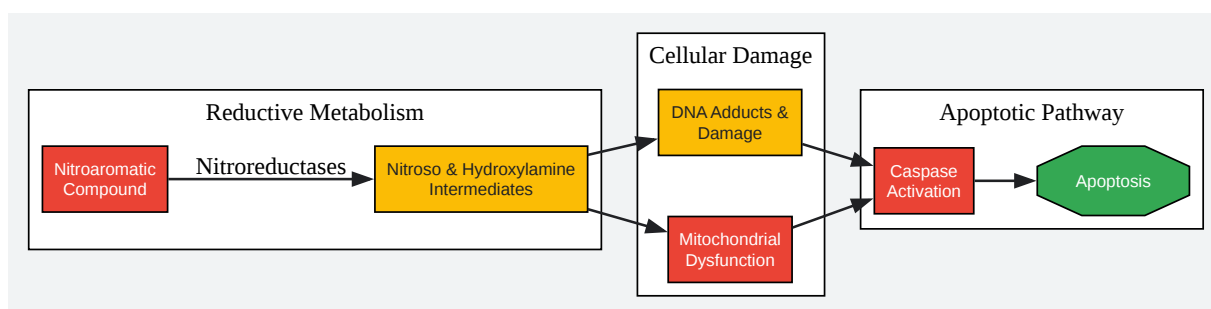 Reductive Metabolism
Nitroaromatic
Compound
Nitroreductases
Nitroso & Hydroxylamine
Intermediates
Cellular Damage
DNA Adducts &
Damage
Mitochondrial
Dysfunction
Apoptotic Pathway
Caspase
Activation
Apoptosis